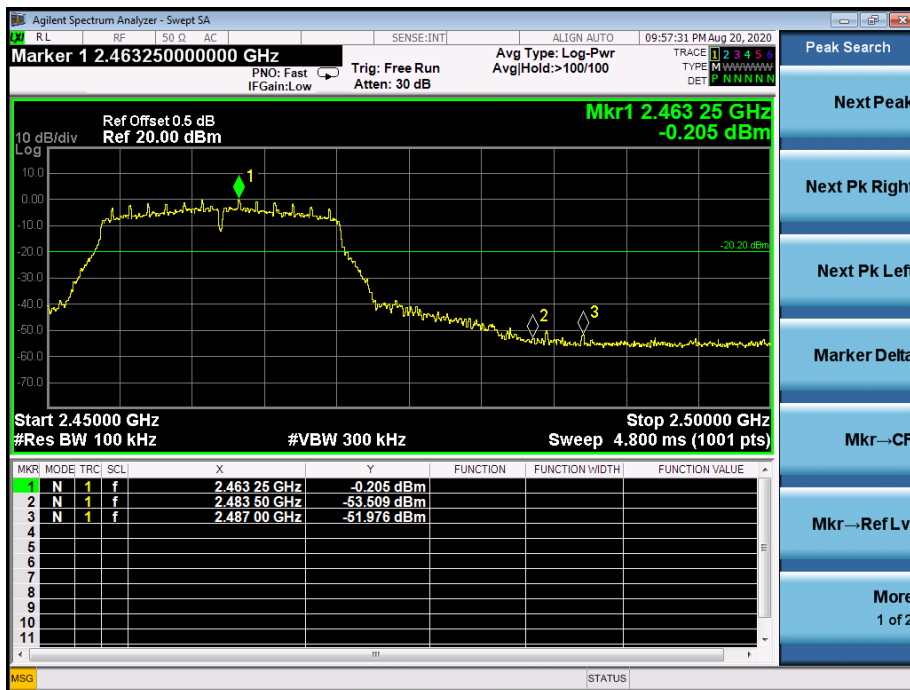 Agilent Spectrum Analyzer - Swept SA
LXI RL RF 50 Ω AC SENSE:INT ALIGN AUTO 09:57:31 PM Aug 20, 2020
Marker 1 2.463250000000 GHz
PNO: Fast
IFGain:Low
Trig: Free Run
Atten: 30 dB
Avg Type: Log-Pwr
Avg|Hold:>100/100
TRACE 1 2 3 4 5 6
TYPE MWWWWW
DET P N N N N N
Peak Search
Next Peak
Next Pk Right
Next Pk Left
Marker Delta
Mkr→CF
Mkr→Ref Lv
More
1 of 2
Mkr1 2.463 25 GHz
-0.205 dBm
Ref Offset 0.5 dB
10 dB/div Ref 20.00 dBm
Log
10.0
0.00
-10.0
-20.0
-30.0
-40.0
-50.0
-60.0
-70.0
1
-20.20 dBm
2
3
Start 2.45000 GHz Stop 2.50000 GHz
#Res BW 100 kHz #VBW 300 kHz Sweep 4.800 ms (1001 pts)
MKR MODE TRC SCL X Y FUNCTION FUNCTION WIDTH FUNCTION VALUE
1 N 1 f 2.463 25 GHz -0.205 dBm
2 N 1 f 2.483 50 GHz -53.509 dBm
3 N 1 f 2.487 00 GHz -51.976 dBm
4
5
6
7
8
9
10
11
MSG STATUS